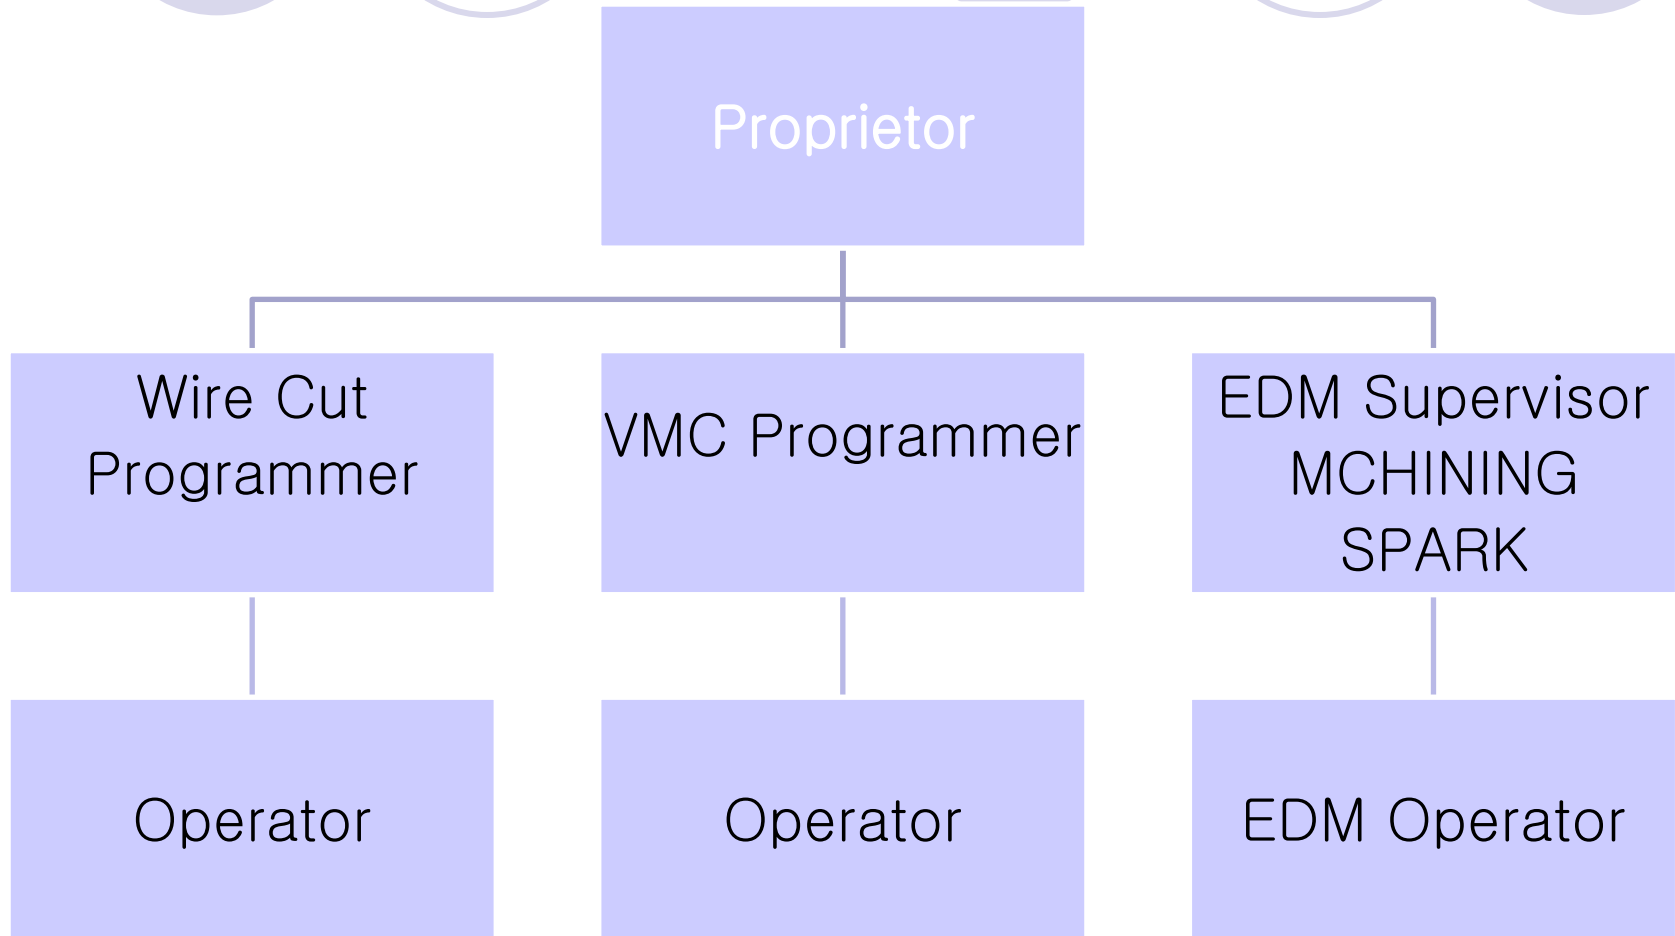 Proprietor
Wire Cut
Programmer
VMC Programmer
EDM Supervisor
MCHINING
SPARK
Operator
Operator
EDM Operator